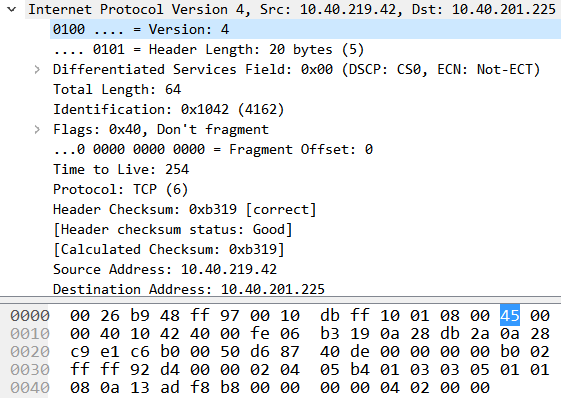 Internet Protocol Version 4, Src: 10.40.219.42, Dst: 10.40.201.225
0100 .... = Version: 4
.... 0101 = Header Length: 20 bytes (5)
Differentiated Services Field: 0x00 (DSCP: CS0, ECN: Not-ECT)
Total Length: 64
Identification: 0x1042 (4162)
Flags: 0x40, Don't fragment
...0 0000 0000 0000 = Fragment Offset: 0
Time to Live: 254
Protocol: TCP (6)
Header Checksum: 0xb319 [correct]
[Header checksum status: Good]
[Calculated Checksum: 0xb319]
Source Address: 10.40.219.42
Destination Address: 10.40.201.225
0000 00 26 b9 48 ff 97 00 10 db ff 10 01 08 00 45 00
0010 00 40 10 42 40 00 fe 06 b3 19 0a 28 db 2a 0a 28
0020 c9 e1 c6 b0 00 50 d6 87 40 de 00 00 00 00 b0 02
0030 ff ff 92 d4 00 00 02 04 05 b4 01 03 03 05 01 01
0040 08 0a 13 ad f8 b8 00 00 00 00 04 02 00 00